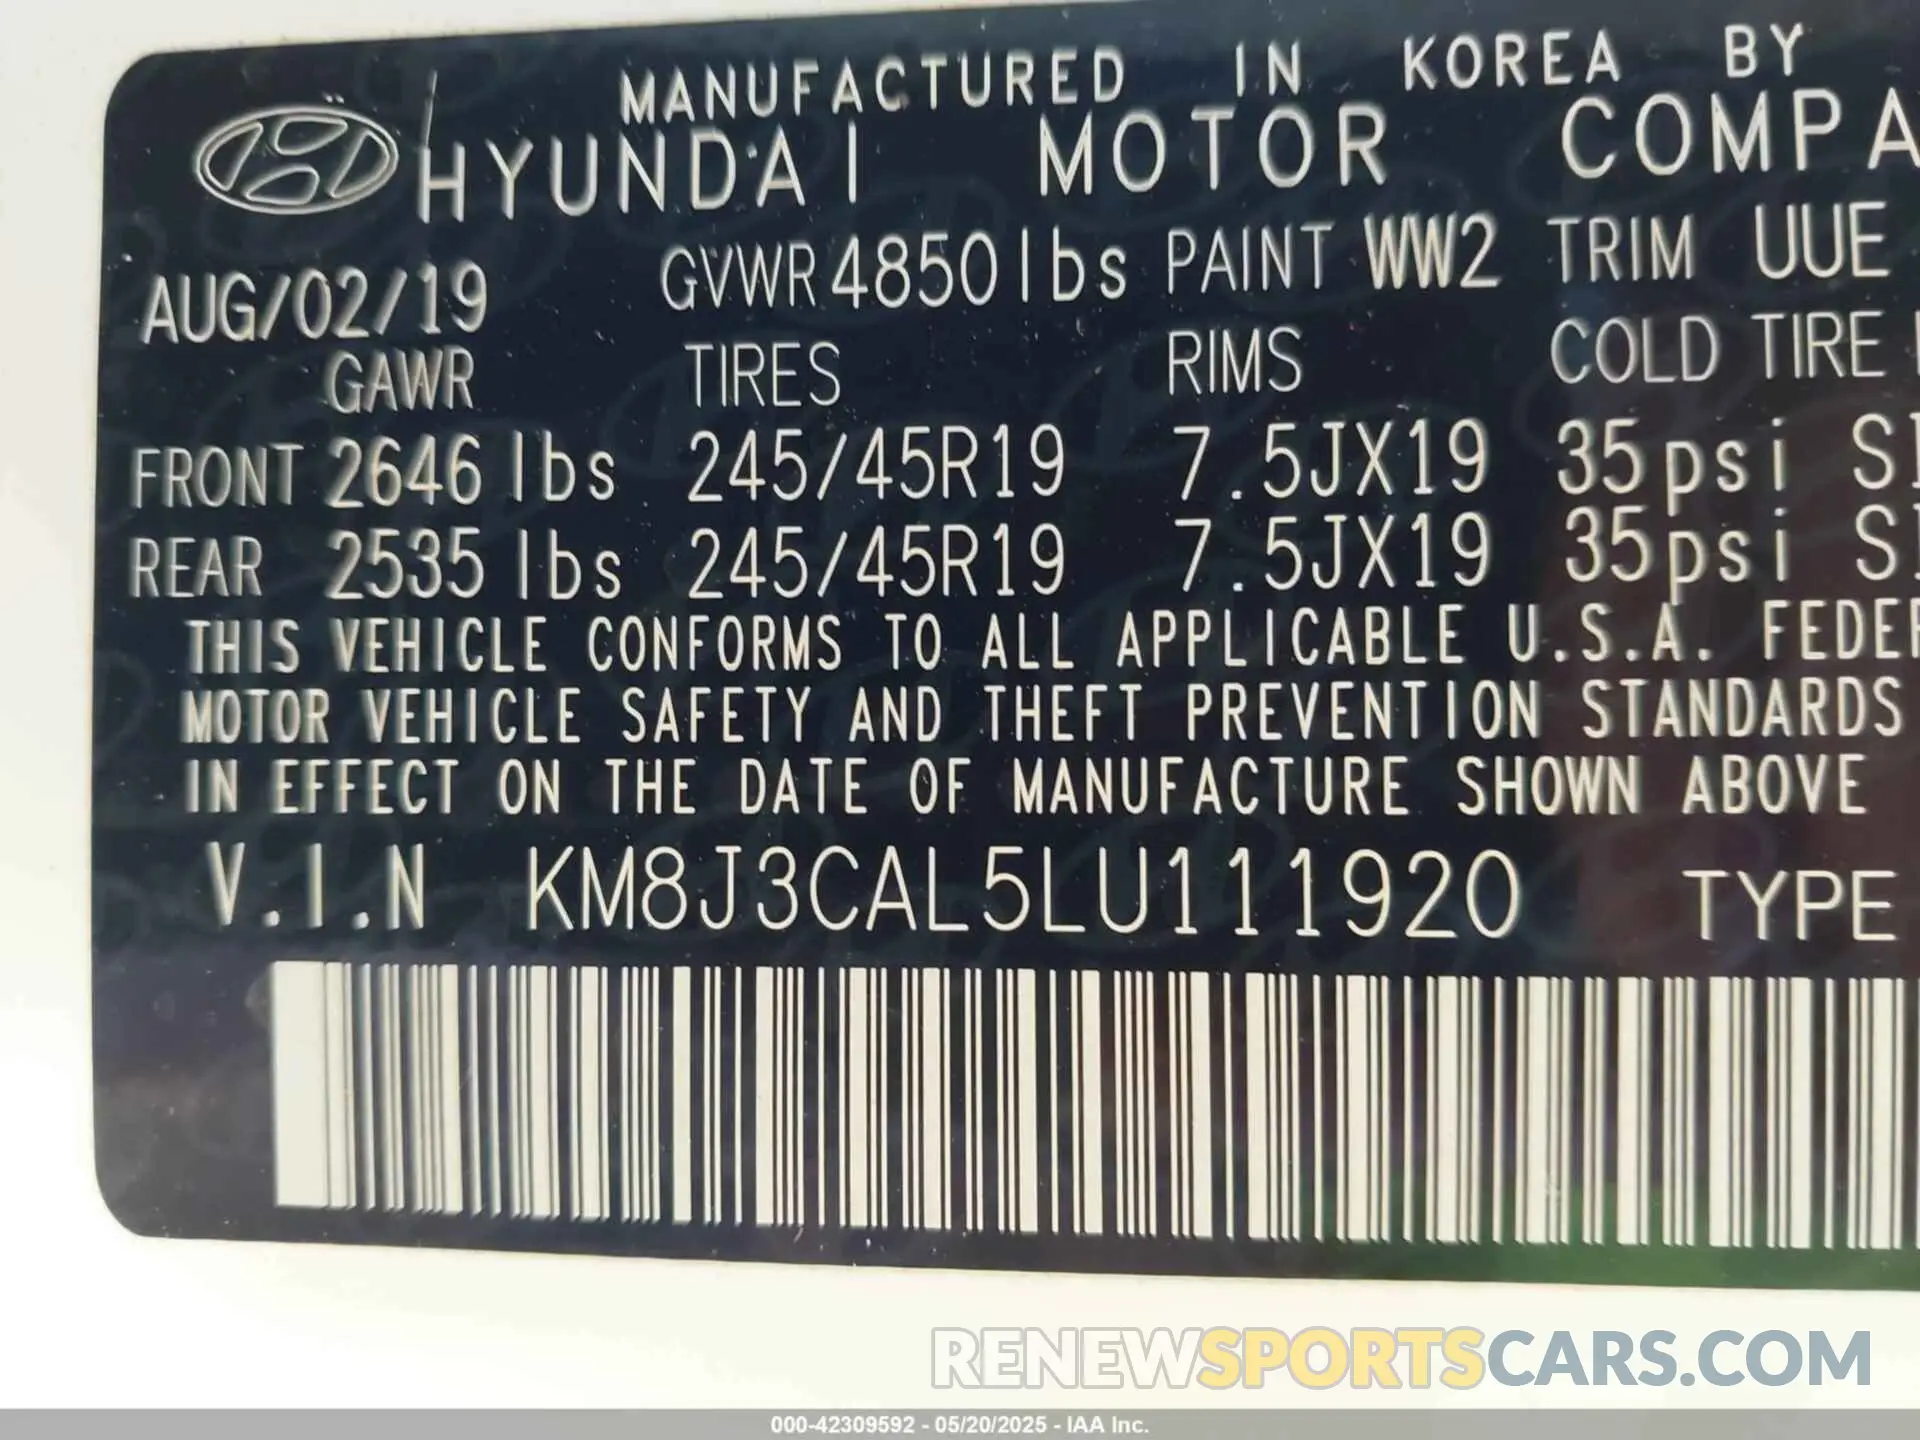 MANUFACTURED IN KOREA BY
HYUNDAI MOTOR COMPA
AUG/02/19 GVWR 4850 lbs PAINT WW2 TRIM UUE
GAWR TIRES RIMS COLD TIRE
FRONT 2646 lbs 245/45R19 7.5JX19 35psi
REAR 2535 lbs 245/45R19 7.5JX19 35psi
THIS VEHICLE CONFORMS TO ALL APPLICABLE U.S.A. FEDER
MOTOR VEHICLE SAFETY AND THEFT PREVENTION STANDARDS
IN EFFECT ON THE DATE OF MANUFACTURE SHOWN ABOVE
V.I.N KM8J3CAL5LU111920 TYPE
RENEWSPORTSCARS.COM
000-42309592 - 05/20/2025 - IAA Inc.